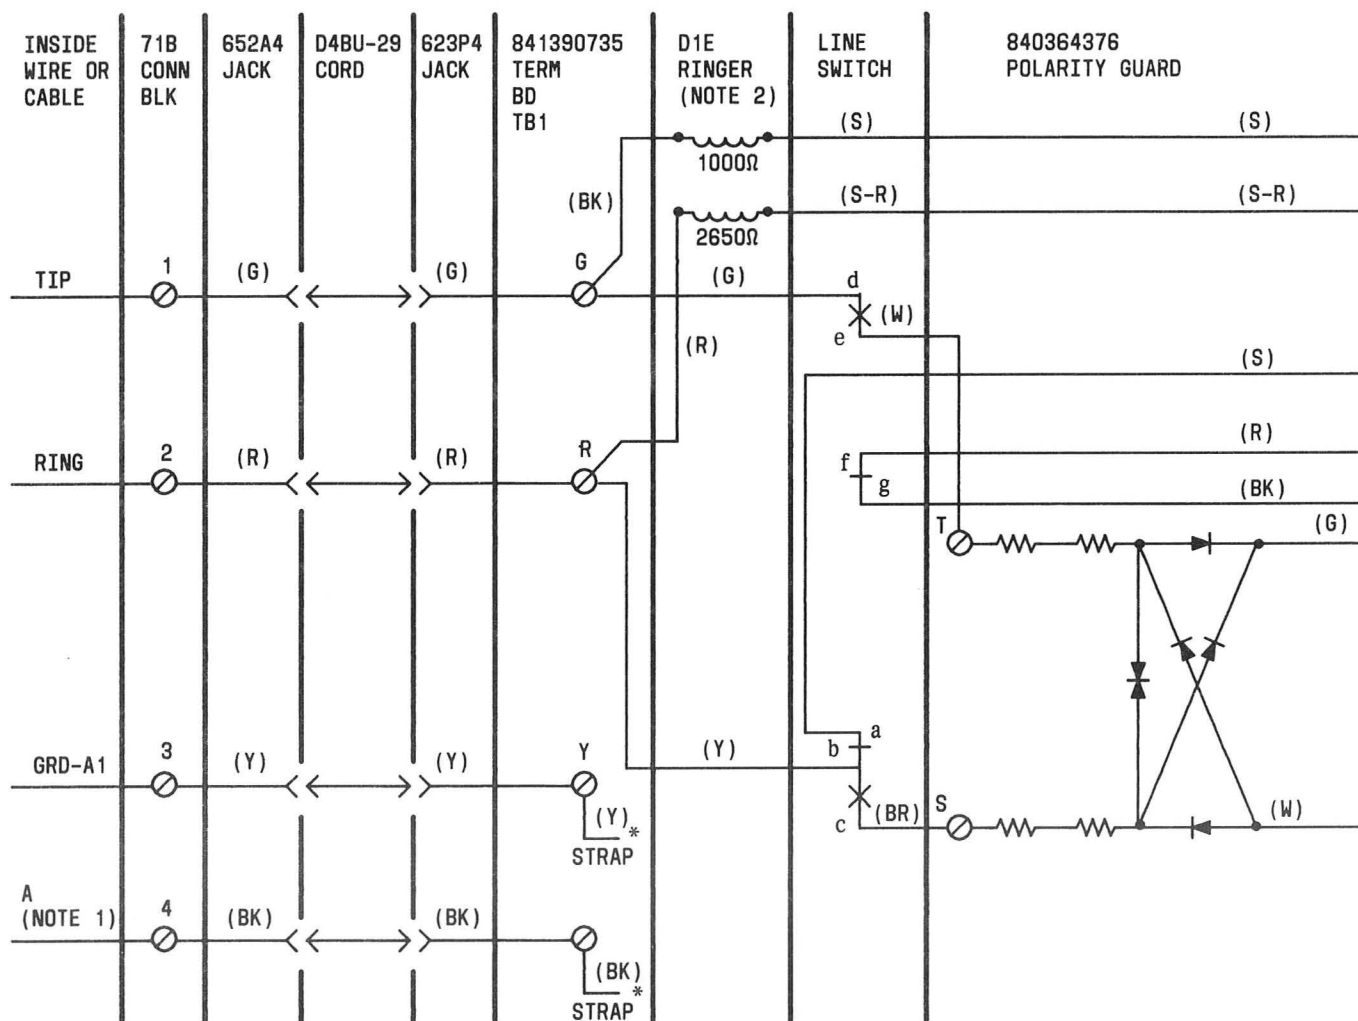 INSIDE
WIRE OR
CABLE
71B
CONN
BLK
652A4
JACK
D4BU-29
CORD
623P4
JACK
841390735
TERM
BD
TB1
D1E
RINGER
(NOTE 2)
LINE
SWITCH
840364376
POLARITY GUARD
(S)
(S)
1000Ω
(BK)
(S-R)
(S-R)
2650Ω
TIP
1
(G)
(G)
G
(G)
d
(W)
e
(R)
(S)
RING
2
(R)
(R)
R
(R)
f
g
(BK)
T
(G)
GRD-A1
3
(Y)
(Y)
Y
(Y)
a
b
(Y)*
STRAP
c
(BR)
S
(W)
A
(NOTE 1)
4
(BK)
(BK)
(BK)*
STRAP